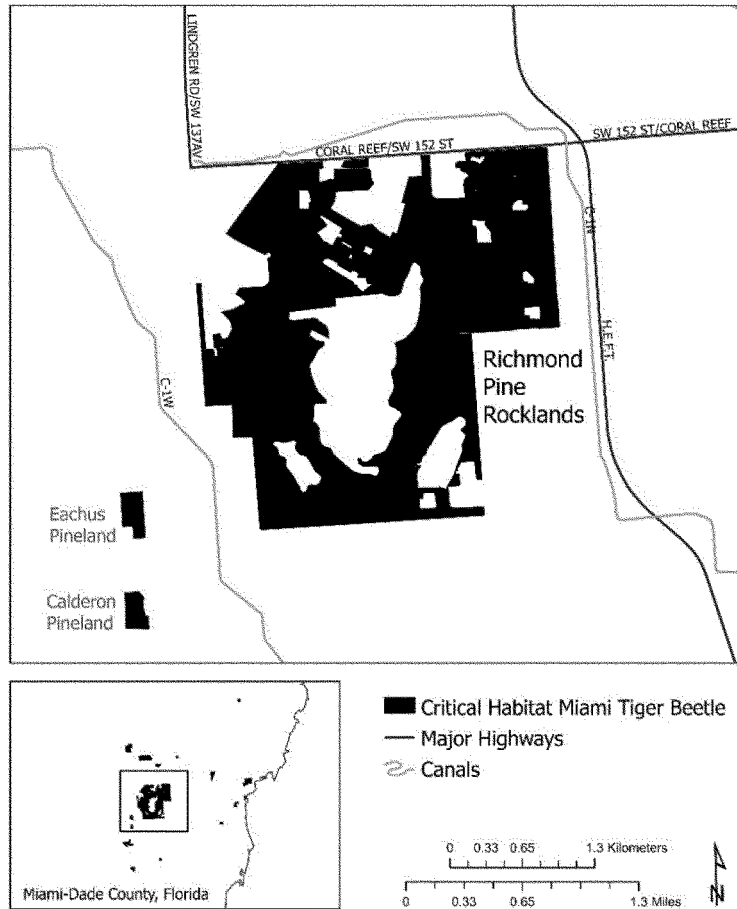 LINDGREN RD/SW 137AV
CORAL REEF/SW 152 ST
SW 152 ST/CORAL REEF
C-1N
H.E.F.T.
C-1W
Richmond
Pine
Rocklands
Eachus
Pineland
Calderon
Pineland
Miami-Dade County, Florida
Critical Habitat Miami Tiger Beetle
Major Highways
Canals
0 0.33 0.65 1.3 Kilometers
0 0.33 0.65 1.3 Miles
N